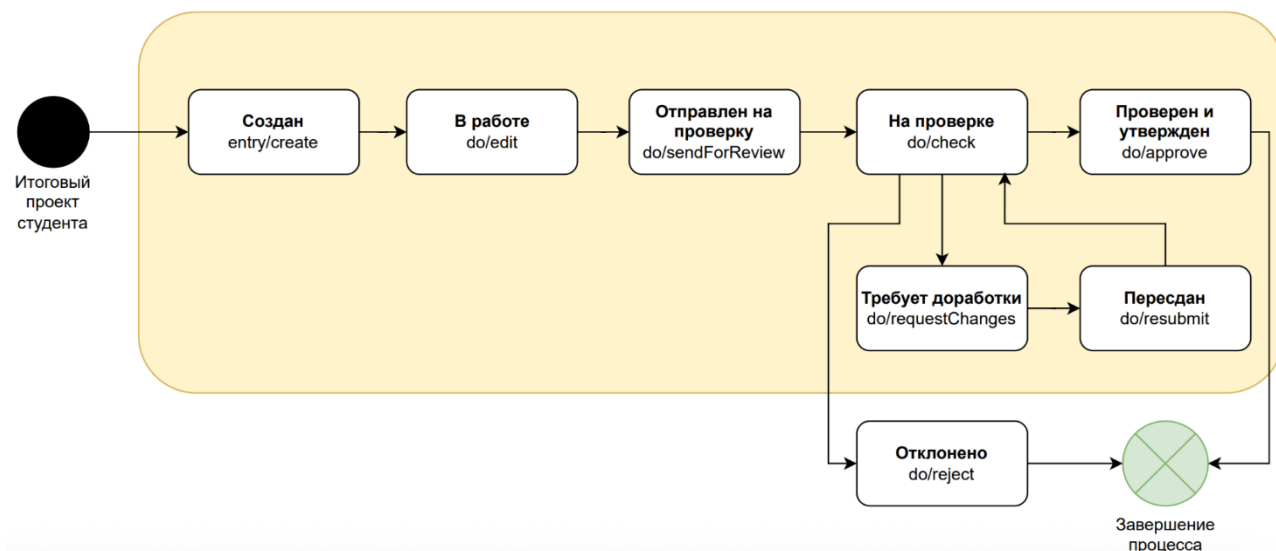 Итоговый
проект
студента
Создан
entry/create
В работе
do/edit
Отправлен на
проверку
do/sendForReview
На проверке
do/check
Проверен и
утвержден
do/approve
Требует доработки
do/requestChanges
Пересдан
do/resubmit
Отклонено
do/reject
Завершение
процесса